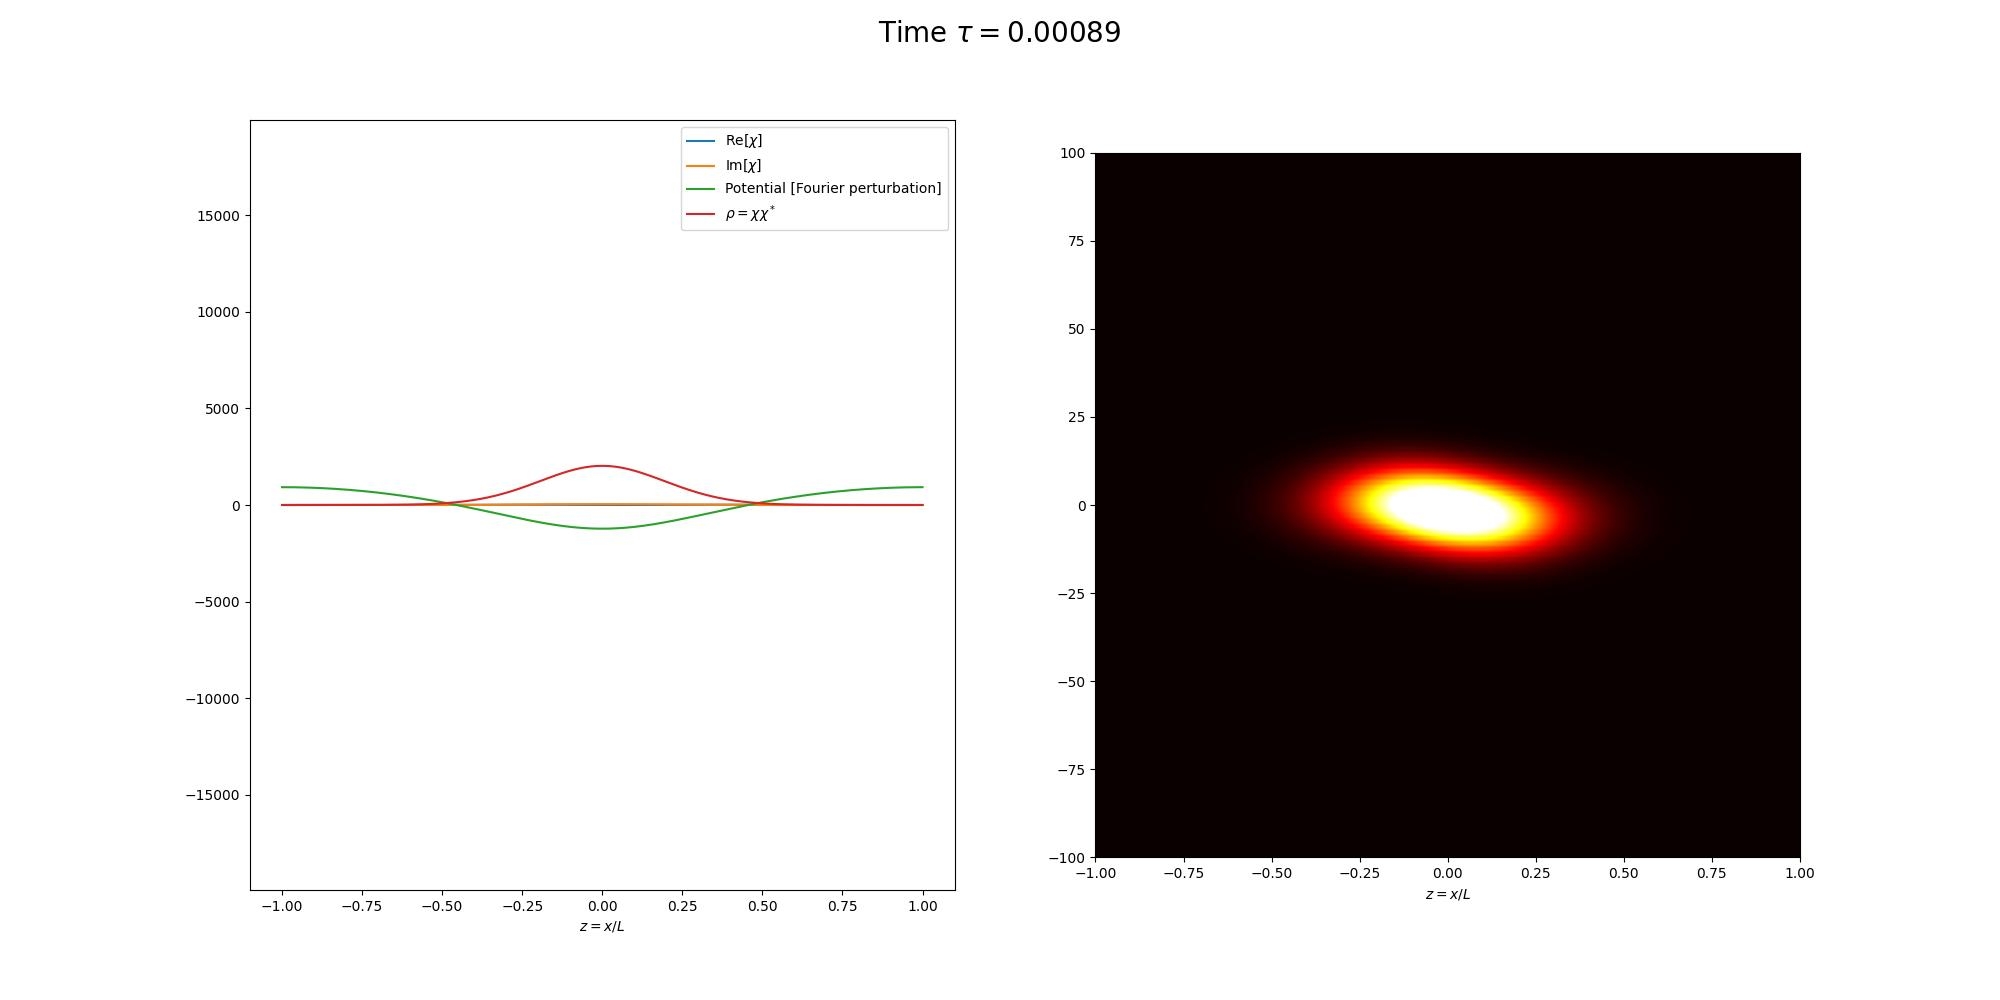 Time τ = 0.00089
Re[χ]
Im[χ]
Potential [Fourier perturbation]
ρ = χχ*
15000
10000
5000
0
−5000
−10000
−15000
−1.00 −0.75 −0.50 −0.25 0.00 0.25 0.50 0.75 1.00
z = x/L
100
75
50
25
0
−25
−50
−75
−100
−1.00 −0.75 −0.50 −0.25 0.00 0.25 0.50 0.75 1.00
z = x/L